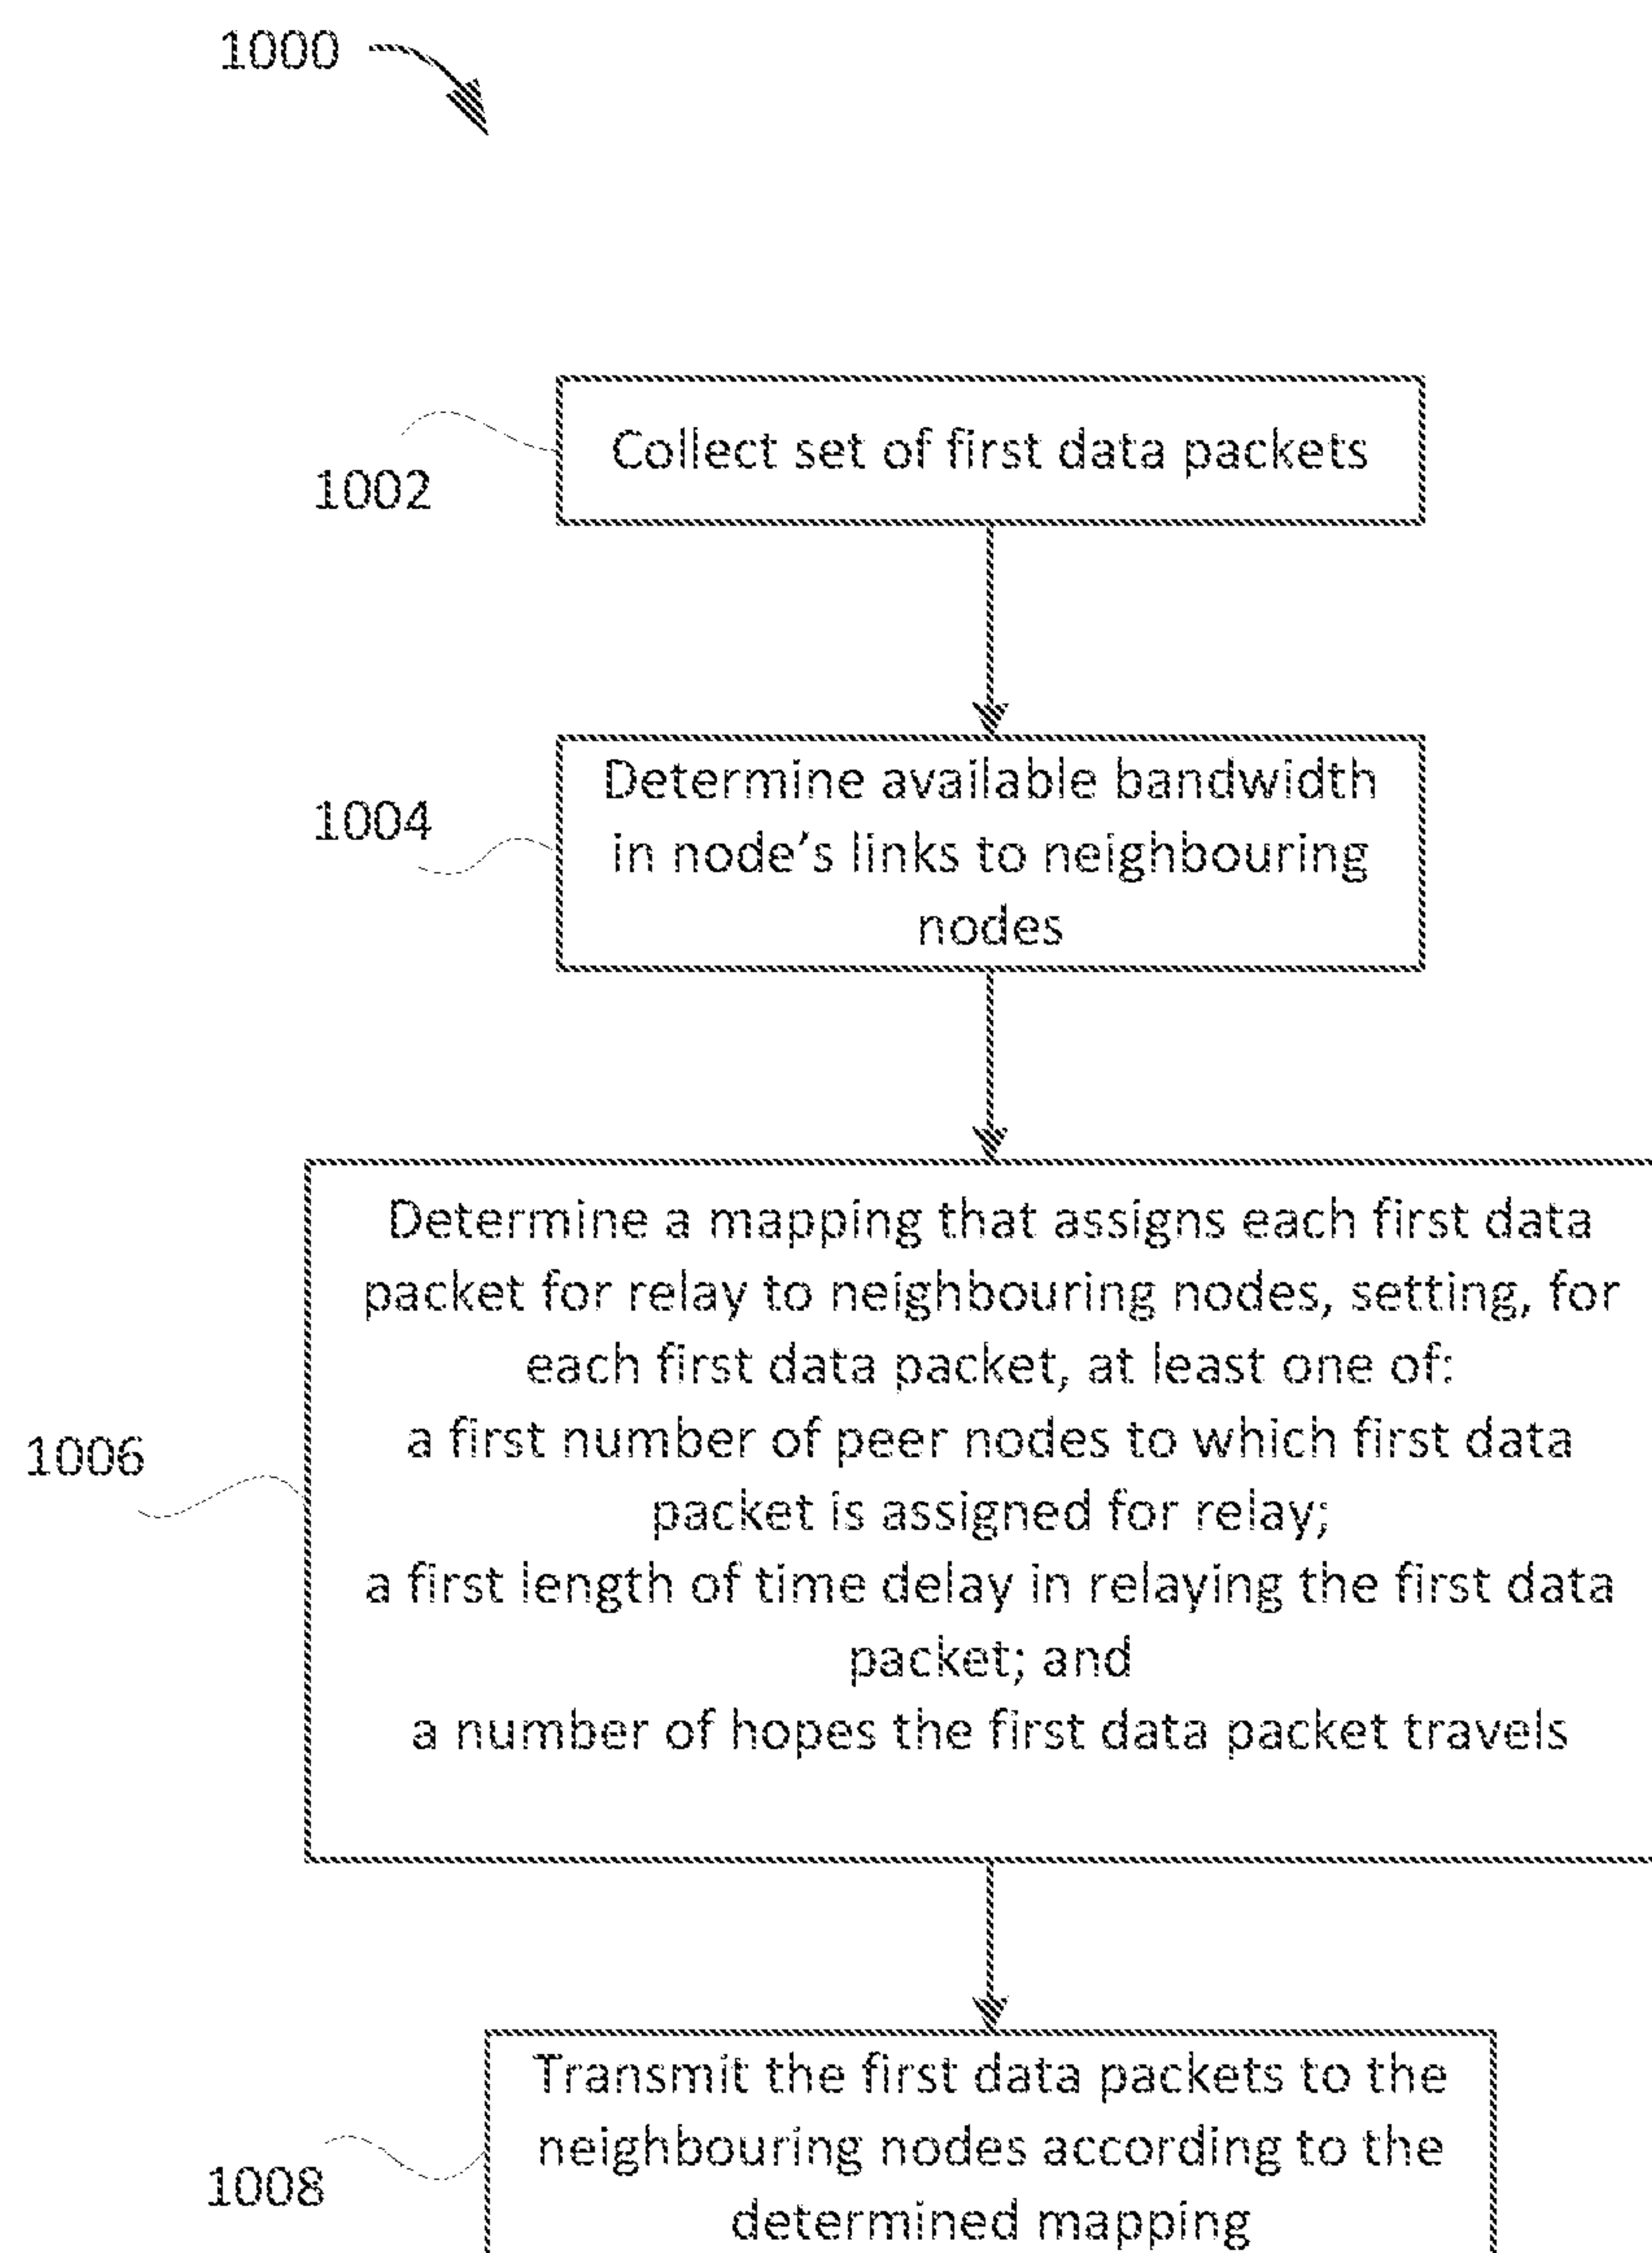 1000
Collect set of first data packets
1002
Determine available bandwidth
in node's links to neighbouring
nodes
1004
Determine a mapping that assigns each first data
packet for relay to neighbouring nodes, setting, for
each first data packet, at least one of:
a first number of peer nodes to which first data
packet is assigned for relay;
a first length of time delay in relaying the first data
packet; and
a number of hopes the first data packet travels
1006
Transmit the first data packets to the
neighbouring nodes according to the
determined mapping
1008